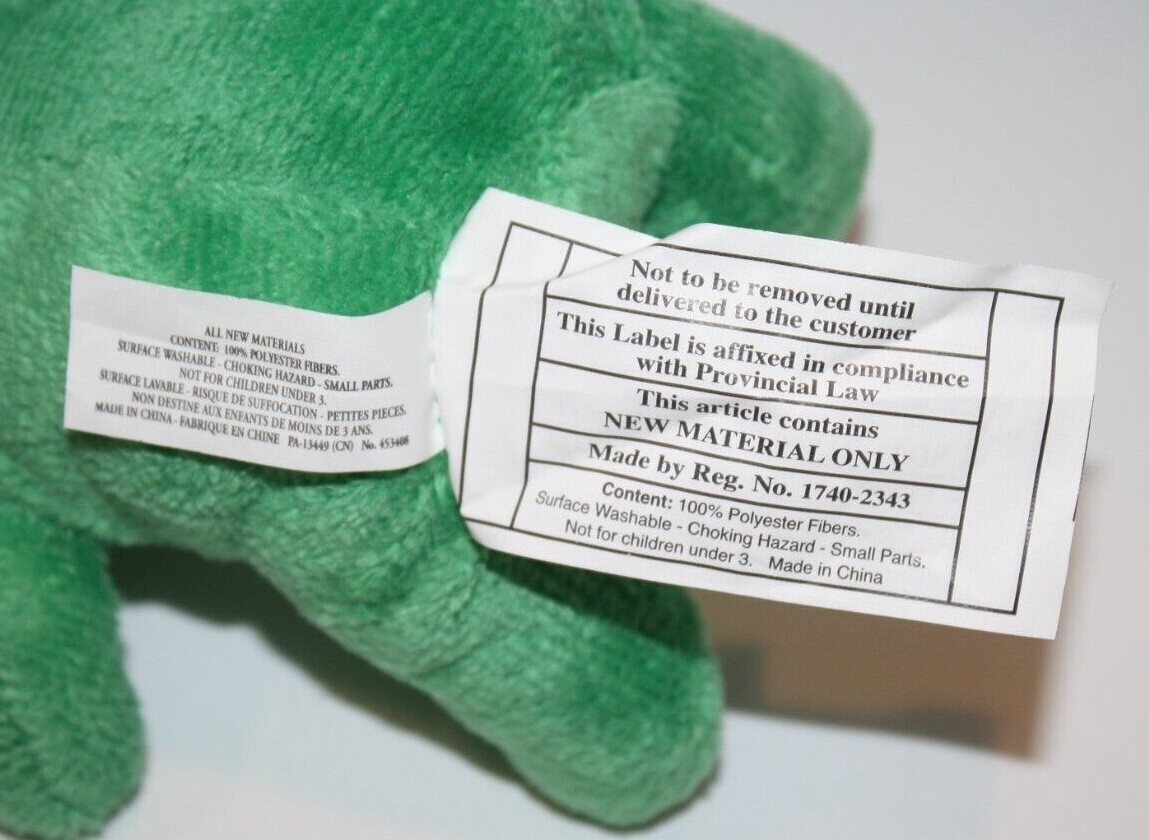 ALL NEW MATERIALS
CONTENT: 100% POLYESTER FIBERS.
SURFACE WASHABLE - CHOKING HAZARD - SMALL PARTS.
NOT FOR CHILDREN UNDER 3.
SURFACE LAVABLE - RISQUE DE SUFFOCATION - PETITES PIECES.
NON DESTINE AUX ENFANTS DE MOINS DE 3 ANS.
MADE IN CHINA - FABRIQUE EN CHINE PA-13449 (CN) No. 453408
Not to be removed until
delivered to the customer
This Label is affixed in compliance
with Provincial Law
This article contains
NEW MATERIAL ONLY
Made by Reg. No. 1740-2343
Content: 100% Polyester Fibers.
Surface Washable - Choking Hazard - Small Parts.
Not for children under 3. Made in China